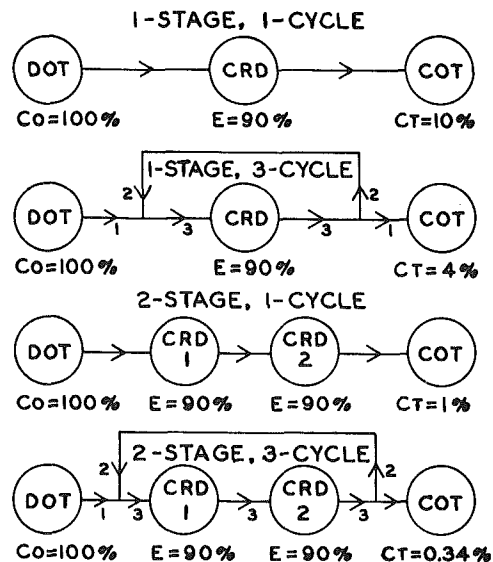 1-STAGE, 1-CYCLE
DOT CRD COT
Co=100% E=90% CT=10%
1-STAGE, 3-CYCLE
2 2
DOT CRD COT
1 3 3 1
Co=100% E=90% CT=4%
2-STAGE, 1-CYCLE
DOT CRD 1 CRD 2 COT
Co=100% E=90% E=90% CT=1%
2-STAGE, 3-CYCLE
2 2
DOT CRD 1 CRD 2 COT
1 3 3 3
Co=100% E=90% E=90% CT=0.34%